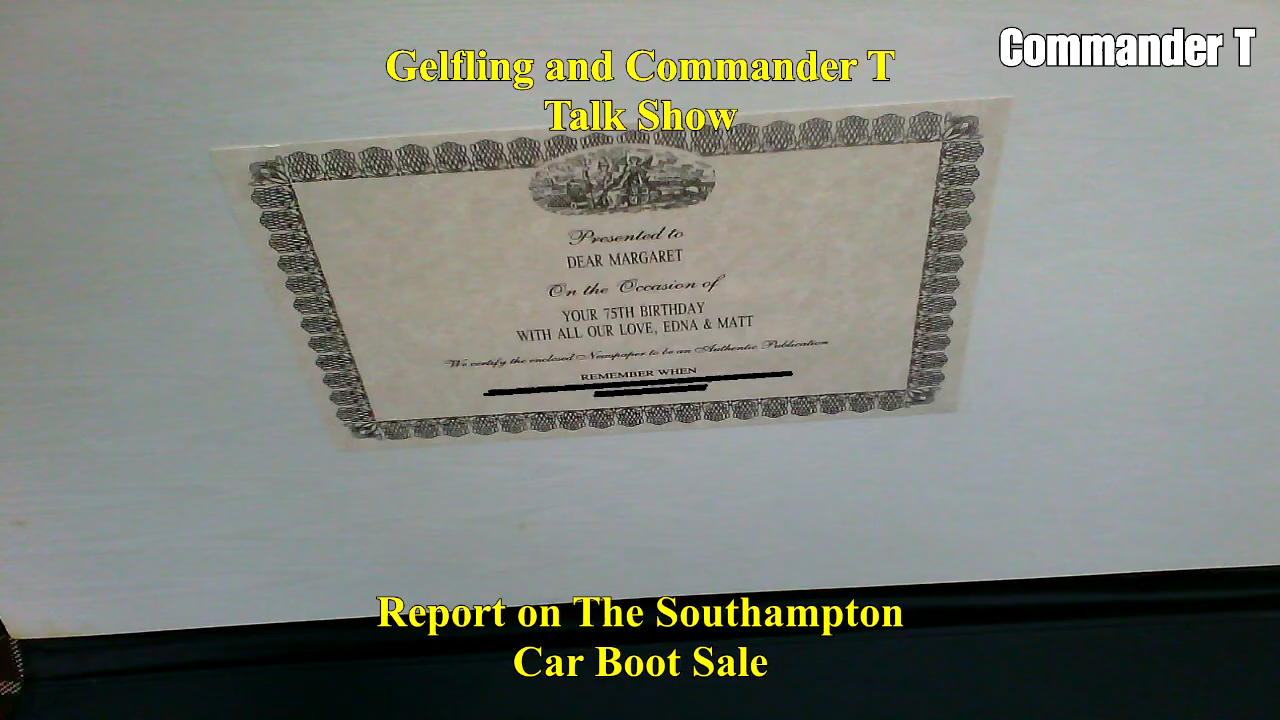 Commander T
Gelfling and Commander T
Talk Show
Presented to
DEAR MARGARET
On the Occasion of
YOUR 75TH BIRTHDAY
WITH ALL OUR LOVE, EDNA & MATT
We certify the enclosed Newspaper to be an Authentic Publication
REMEMBER WHEN
Report on The Southampton
Car Boot Sale